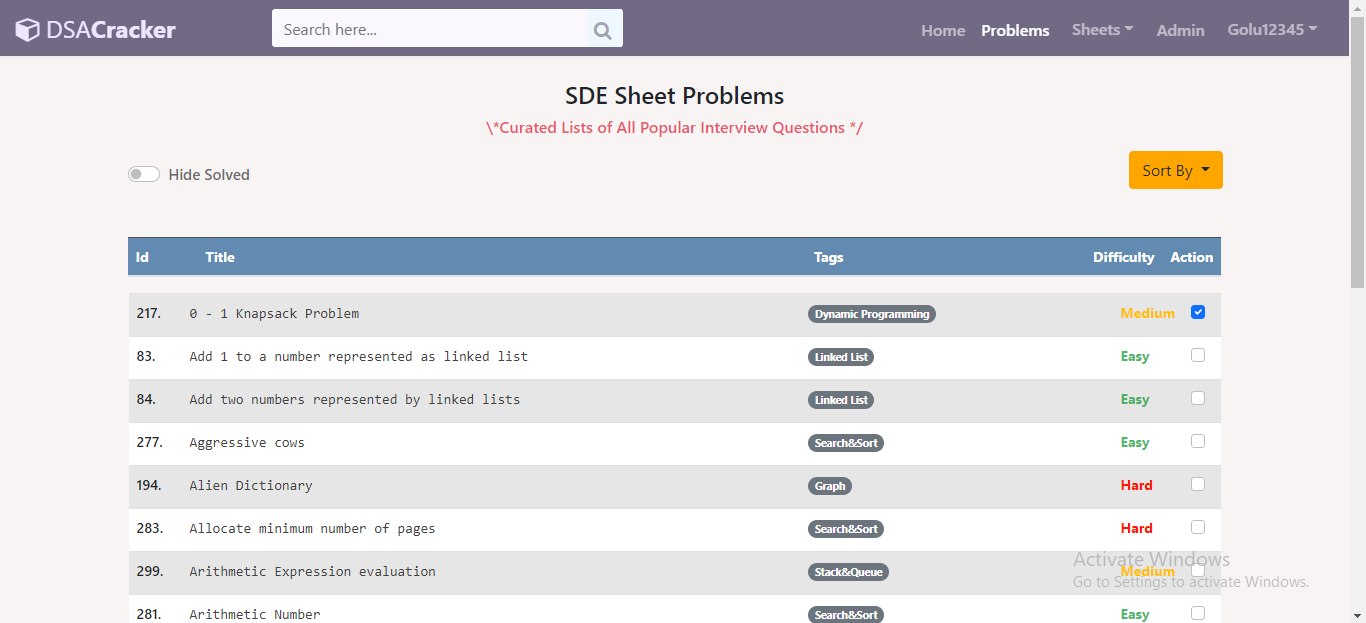 DSACracker Search here... Home Problems Sheets Admin Golu12345
SDE Sheet Problems
\*Curated Lists of All Popular Interview Questions */
Hide Solved Sort By
Id Title Tags Difficulty Action
217. 0 - 1 Knapsack Problem Dynamic Programming Medium
83. Add 1 to a number represented as linked list Linked List Easy
84. Add two numbers represented by linked lists Linked List Easy
277. Aggressive cows Search&Sort Easy
194. Alien Dictionary Graph Hard
283. Allocate minimum number of pages Search&Sort Hard
Activate Windows
299. Arithmetic Expression evaluation Stack&Queue Medium
Go to Settings to activate Windows.
281. Arithmetic Number Search&Sort Easy